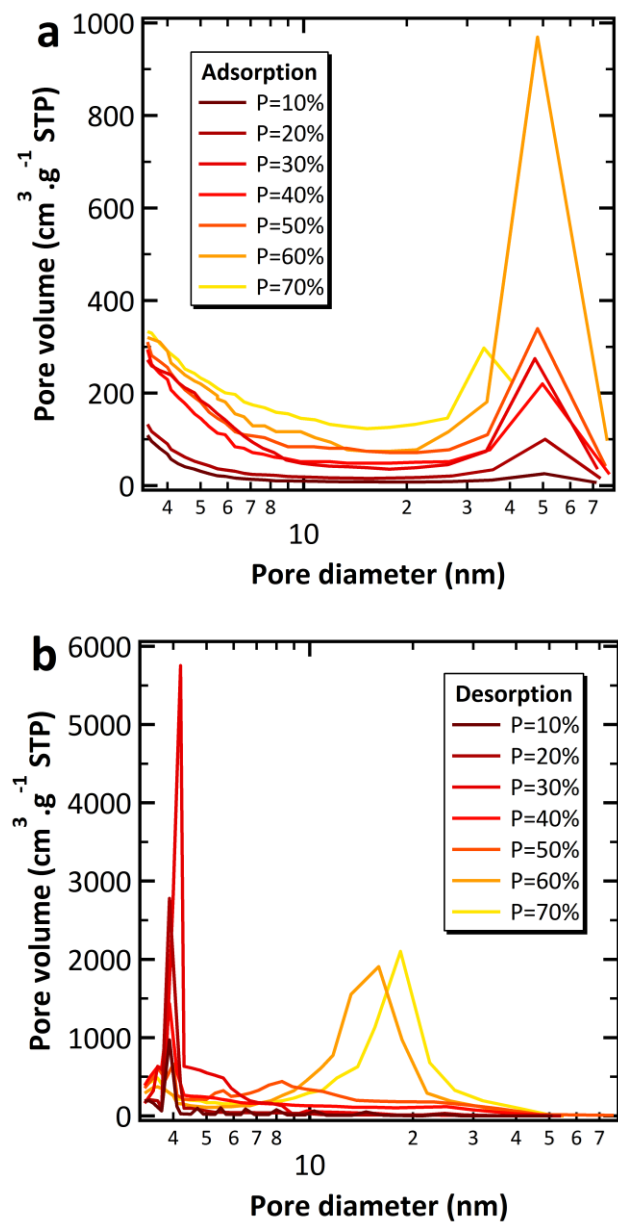 a
1000
800
600
400
200
0
Pore volume (cm³.g⁻¹ STP)
Adsorption
P=10%
P=20%
P=30%
P=40%
P=50%
P=60%
P=70%
4 5 6 7 8 2 3 4 5 6 7
10
Pore diameter (nm)
b
6000
5000
4000
3000
2000
1000
0
Pore volume (cm³.g⁻¹ STP)
Desorption
P=10%
P=20%
P=30%
P=40%
P=50%
P=60%
P=70%
4 5 6 7 8 2 3 4 5 6 7
10
Pore diameter (nm)